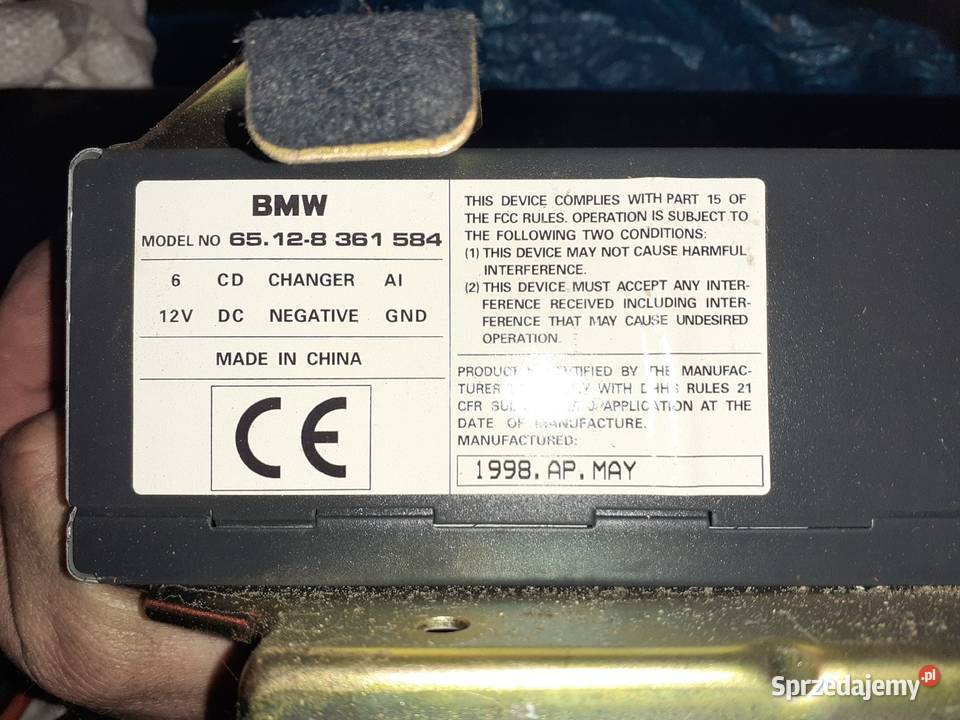 BMW
MODEL NO 65.12-8 361 584
6 CD CHANGER AI
12V DC NEGATIVE GND
MADE IN CHINA
CE
THIS DEVICE COMPLIES WITH PART 15 OF
THE FCC RULES. OPERATION IS SUBJECT TO
THE FOLLOWING TWO CONDITIONS:
(1) THIS DEVICE MAY NOT CAUSE HARMFUL
INTERFERENCE.
(2) THIS DEVICE MUST ACCEPT ANY INTER-
FERENCE RECEIVED INCLUDING INTER-
FERENCE THAT MAY CAUSE UNDESIRED
OPERATION.
PRODUCT BY THE MANUFAC-
TURER WITH DHHS RULES 21
CFR APPLICATION AT THE
DATE OF MANUFACTURE.
MANUFACTURED:
1998.AP.MAY
Sprzedajemy.pl